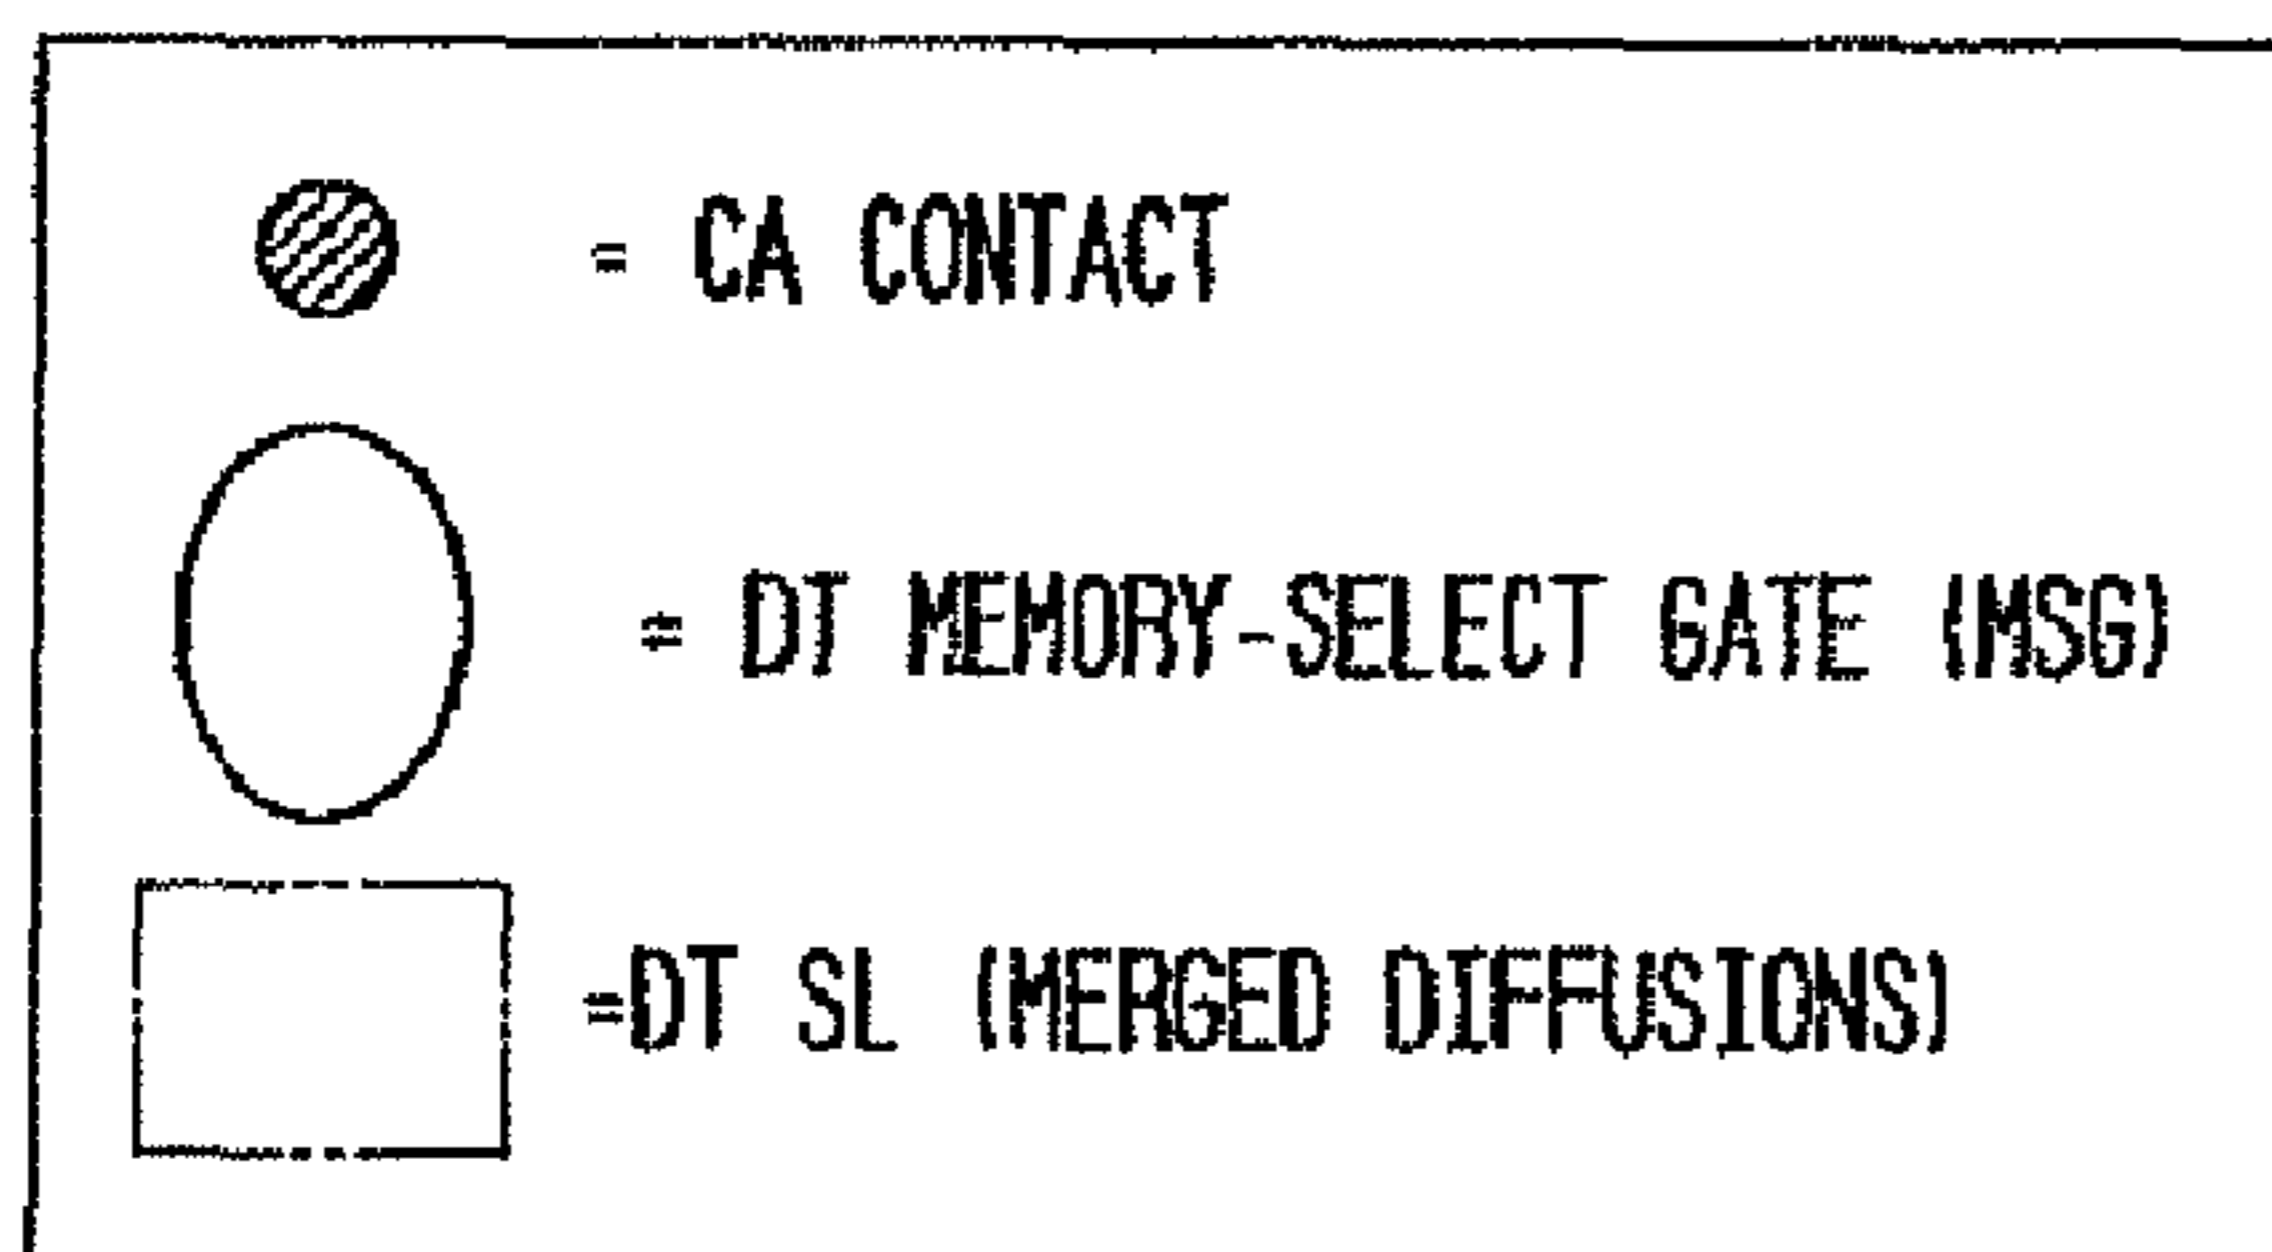 = CA CONTACT
= DT MEMORY-SELECT GATE (MSG)
=DT SL (MERGED DIFFUSIONS)